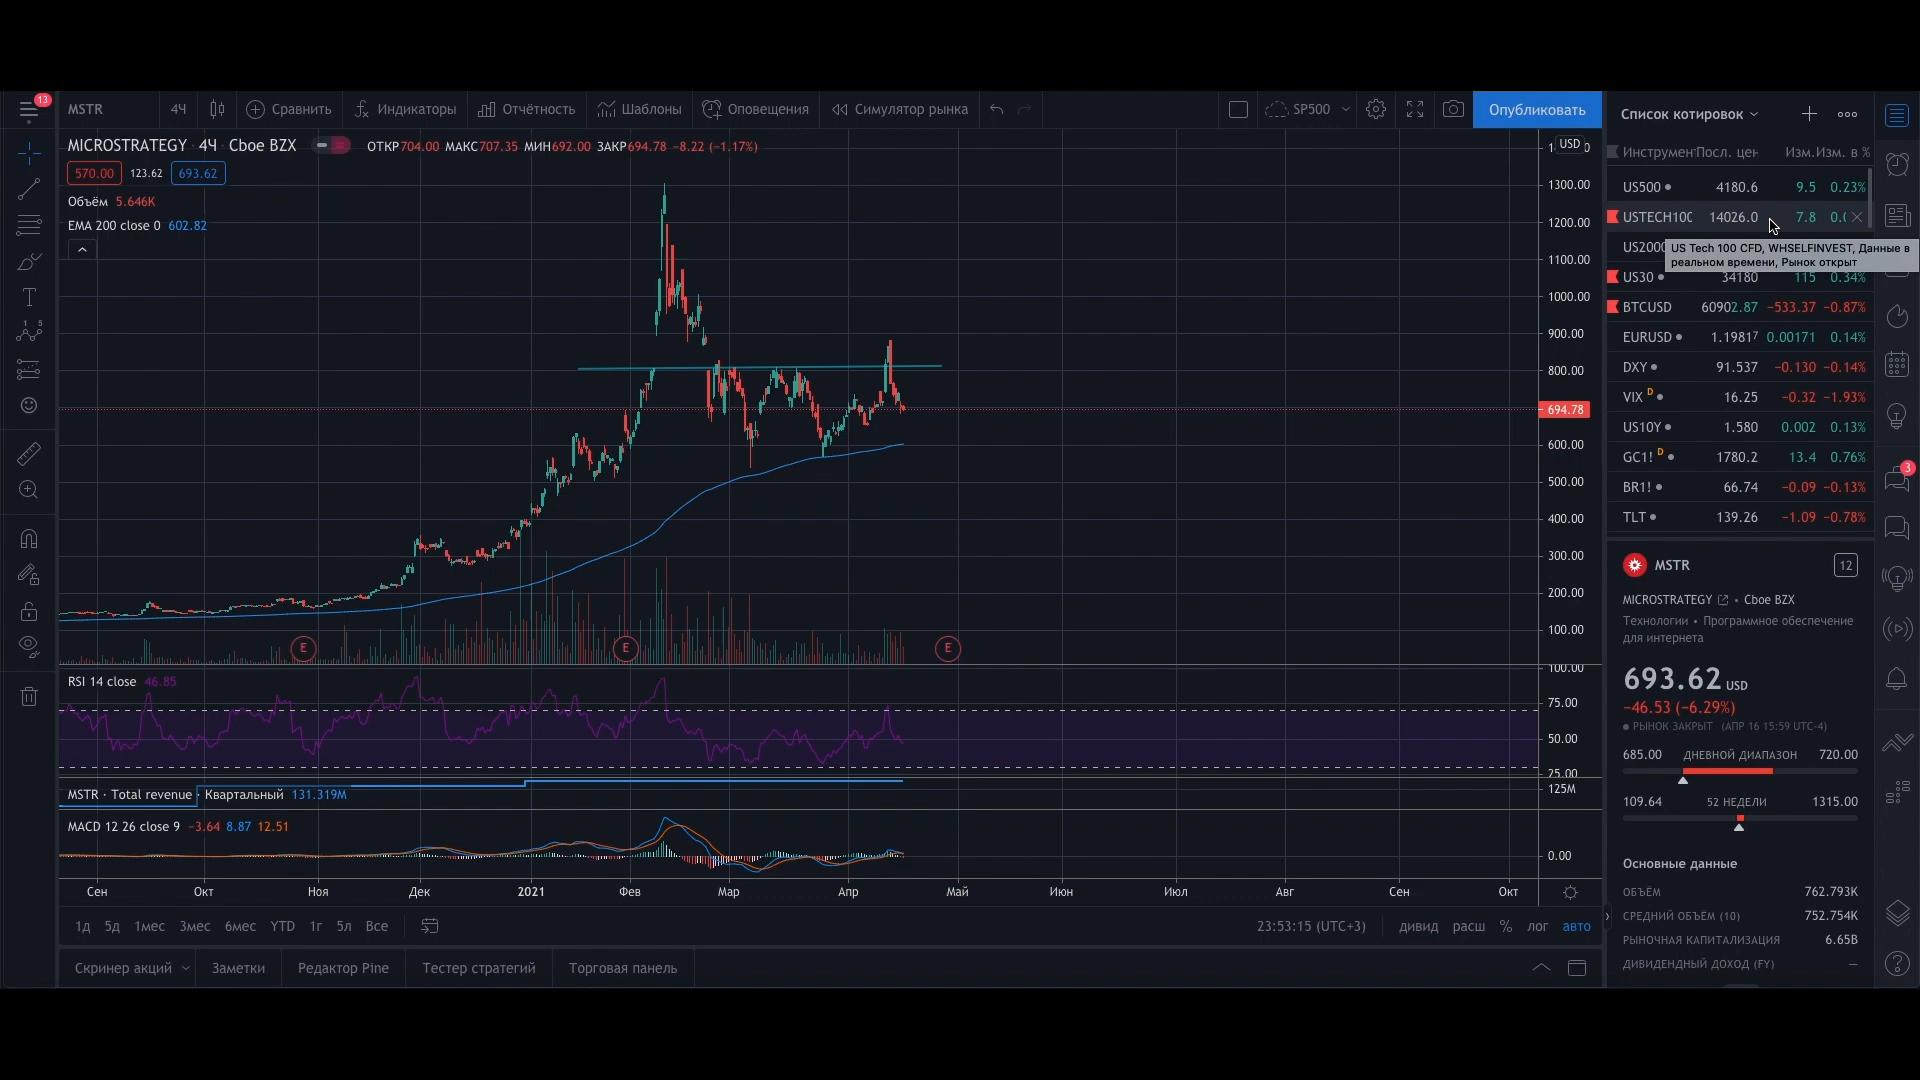 13
MSTR
4Ч
Сравнить
Индикаторы
Отчётность
Шаблоны
Оповещения
Симулятор рынка
SP500
Опубликовать
MICROSTRATEGY 4Ч Cboe BZX ОТКР704.00 МАКС707.35 МИН692.00 ЗАКР694.78 −8.22 (−1.17%)
570.00 123.62 693.62
Объём 5.646K
EMA 200 close 0 602.82
USD
1300.00
1200.00
1100.00
1000.00
900.00
800.00
694.78
600.00
500.00
400.00
300.00
200.00
100.00
E E E
RSI 14 close 46.85
100.00
75.00
50.00
25.00
MSTR · Total revenue · Квартальный 131.319M
125M
MACD 12 26 close 9 −3.64 8.87 12.51
0.00
Сен Окт Ноя Дек 2021 Фев Мар Апр Май Июн Июл Авг Сен Окт
1д 5д 1мес 3мес 6мес YTD 1г 5л Все
23:53:15 (UTC+3) дивид расш % лог авто
Скринер акций Заметки Редактор Pine Тестер стратегий Торговая панель
Список котировок
Инструмент Посл. цен Изм. Изм. в %
US500 4180.6 9.5 0.23%
USTECH100 14026.0 7.8
US2000
US Tech 100 CFD, WHSELFINVEST, Данные в
реальном времени, Рынок открыт
US30 34180 115 0.34%
BTCUSD 60902.87 −533.37 −0.87%
EURUSD 1.19817 0.00171 0.14%
DXY 91.537 −0.130 −0.14%
VIX D 16.25 −0.32 −1.93%
US10Y 1.580 0.002 0.13%
GC1! D 1780.2 13.4 0.76%
BR1! 66.74 −0.09 −0.13%
TLT 139.26 −1.09 −0.78%
3
MSTR
12
MICROSTRATEGY • Cboe BZX
Технологии • Программное обеспечение
для интернета
693.62 USD
−46.53 (−6.29%)
РЫНОК ЗАКРЫТ (АПР 16 15:59 UTC-4)
685.00 ДНЕВНОЙ ДИАПАЗОН 720.00
109.64 52 НЕДЕЛИ 1315.00
Основные данные
ОБЪЁМ 762.793K
СРЕДНИЙ ОБЪЁМ (10) 752.754K
РЫНОЧНАЯ КАПИТАЛИЗАЦИЯ 6.65B
ДИВИДЕНДНЫЙ ДОХОД (FY) —